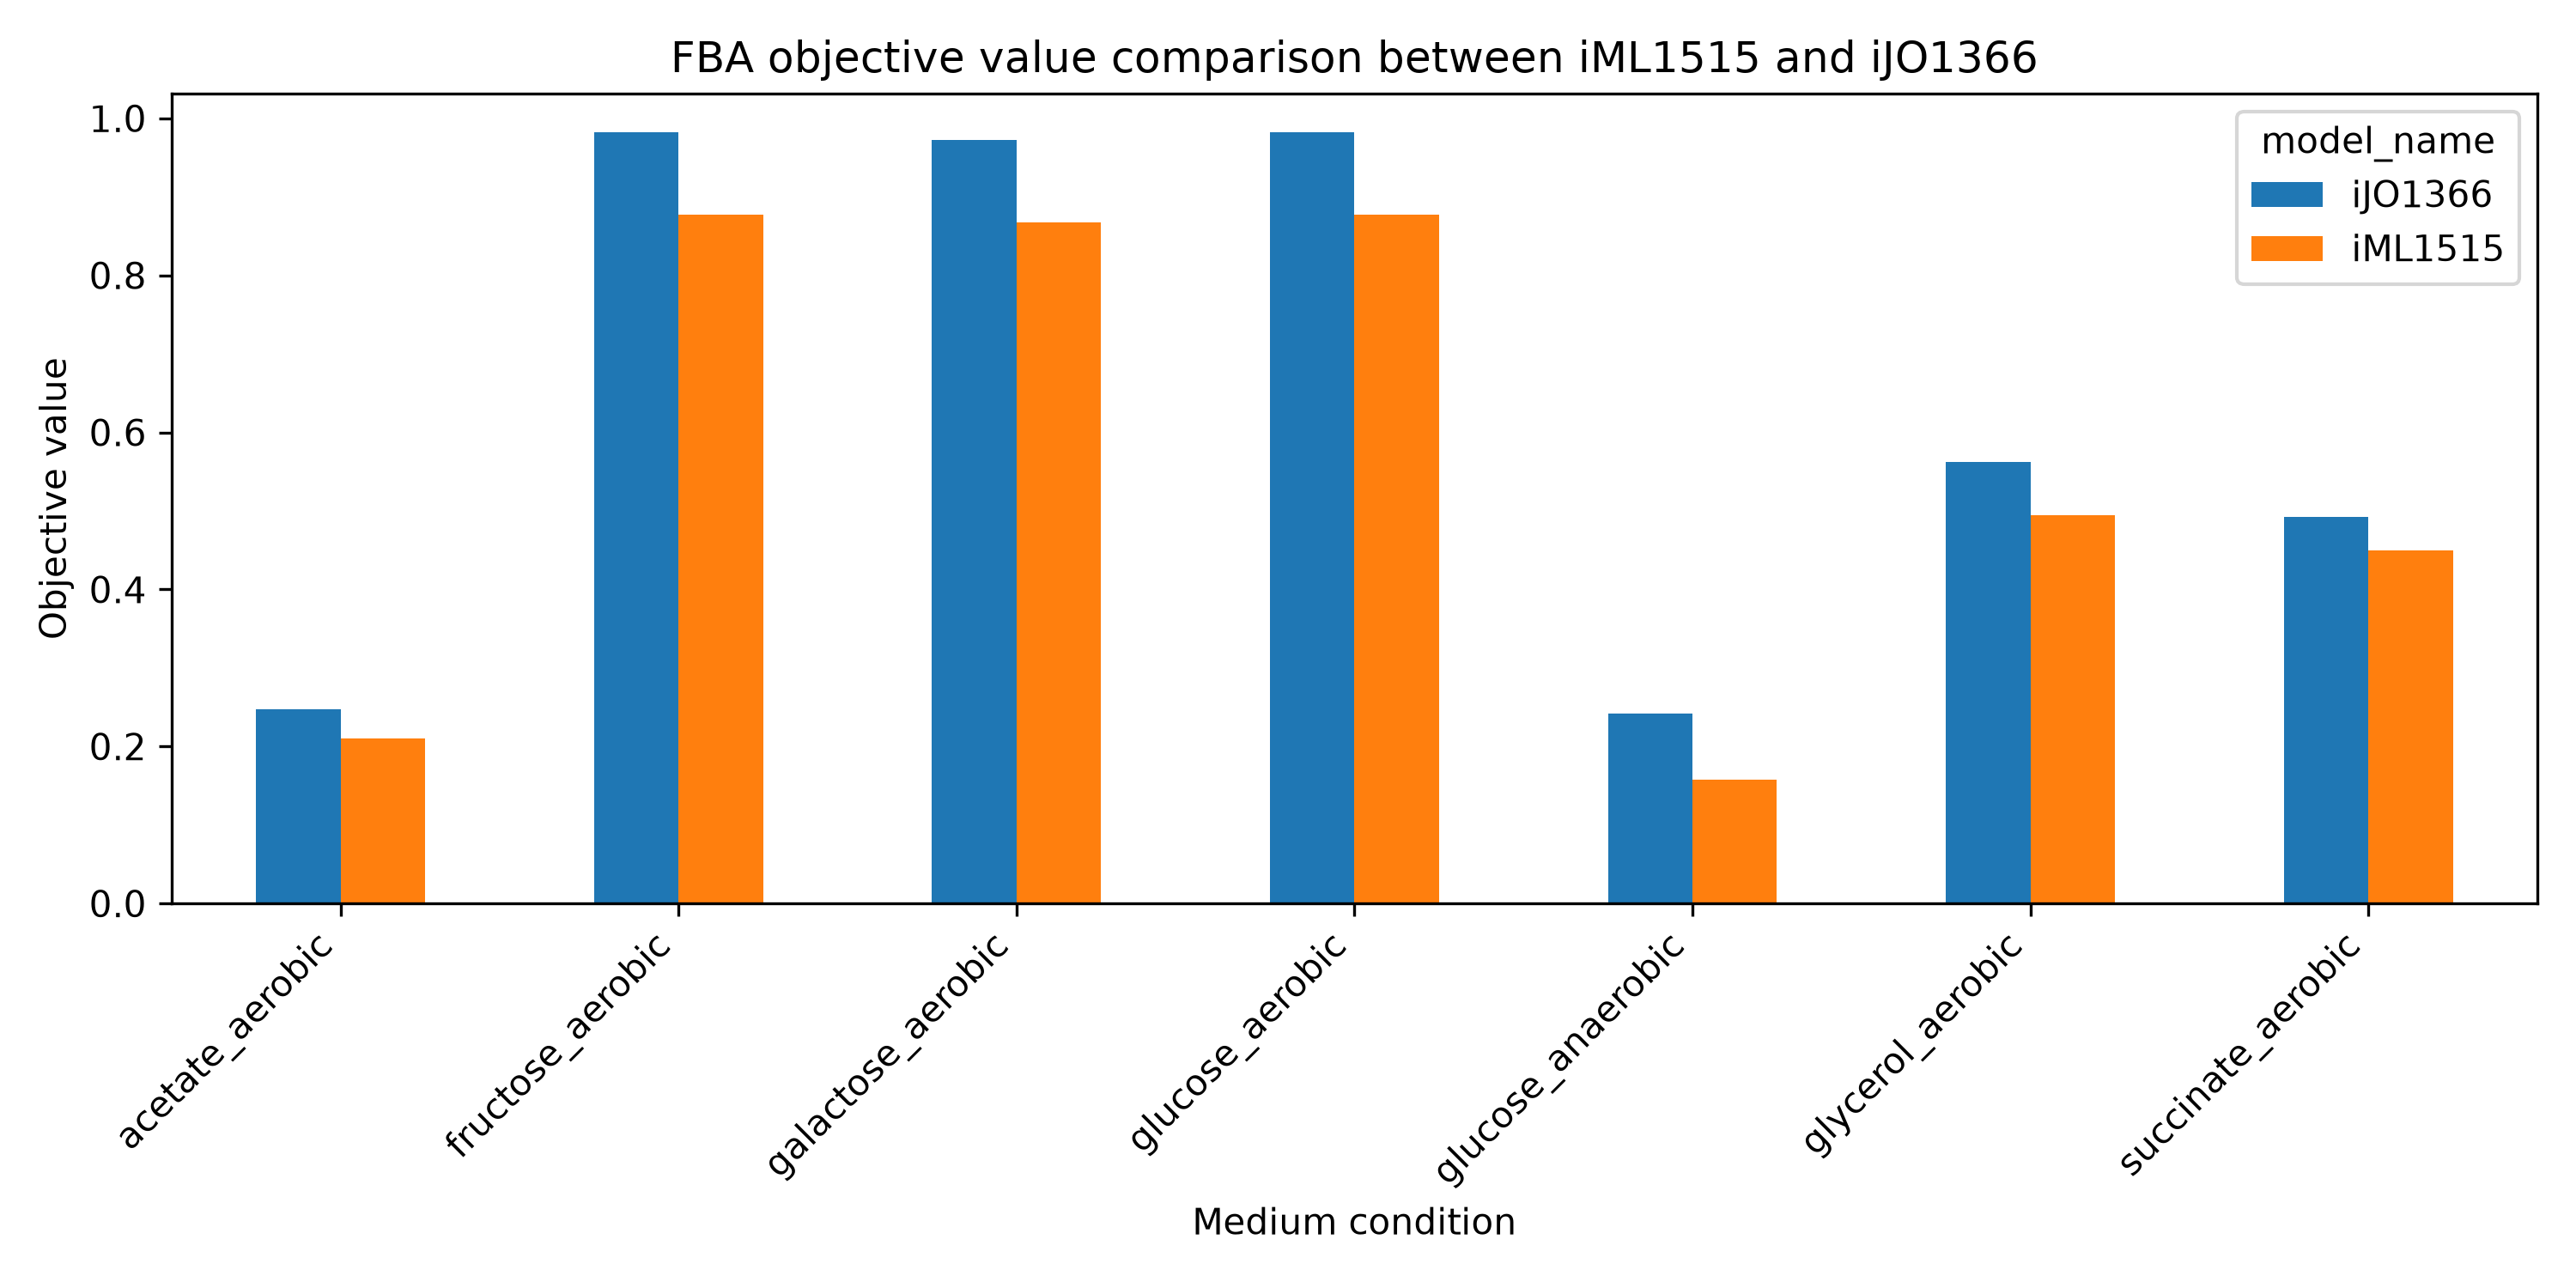 FBA objective value comparison between iML1515 and iJO1366
model_name
iJO1366
iML1515
Objective value
1.0
0.8
0.6
0.4
0.2
0.0
acetate_aerobic
fructose_aerobic
galactose_aerobic
glucose_aerobic
glucose_anaerobic
glycerol_aerobic
succinate_aerobic
Medium condition